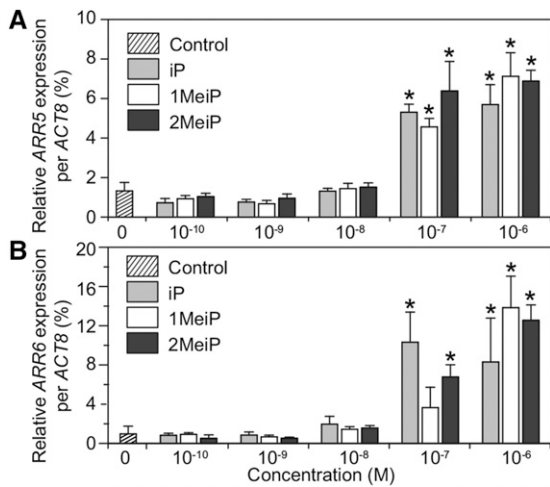 A
Relative ARR5 expression
per ACT8 (%)
10
8
6
4
2
0
Control
iP
1MeiP
2MeiP
* * * * * *
0 10-10 10-9 10-8 10-7 10-6
B
Relative ARR6 expression
per ACT8 (%)
20
16
12
8
4
0
Control
iP
1MeiP
2MeiP
* * * * *
0 10-10 10-9 10-8 10-7 10-6
Concentration (M)